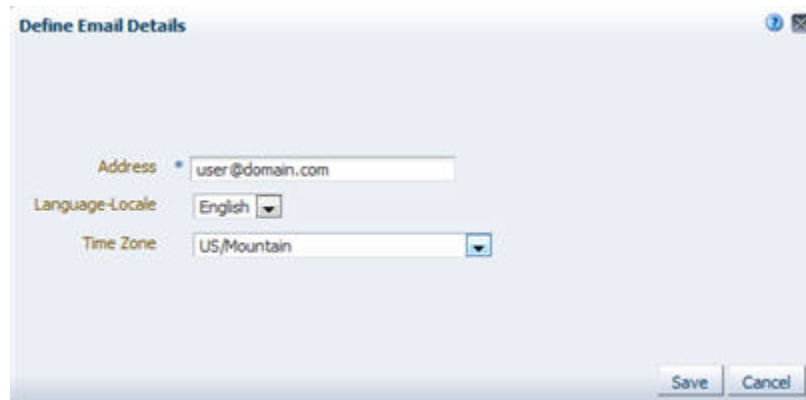 Define Email Details
Address * user@domain.com
Language-Locale English
Time Zone US/Mountain
Save Cancel